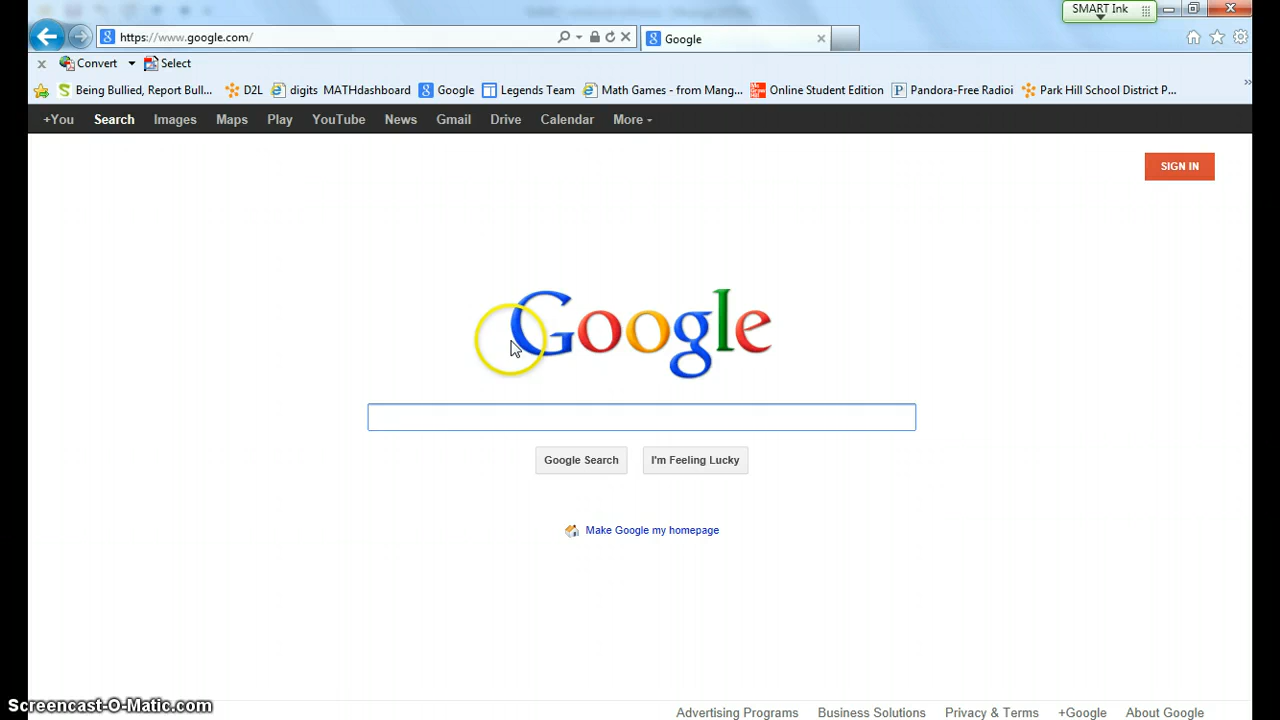 SMART Ink
https://www.google.com/
Google
Convert Select
Being Bullied, Report Bull... D2L digits MATHdashboard Google Legends Team Math Games - from Mang... Online Student Edition Pandora-Free Radioi Park Hill School District P...
+You Search Images Maps Play YouTube News Gmail Drive Calendar More
SIGN IN
Google
Google Search I'm Feeling Lucky
Make Google my homepage
Screencast-O-Matic.com
Advertising Programs Business Solutions Privacy & Terms +Google About Google